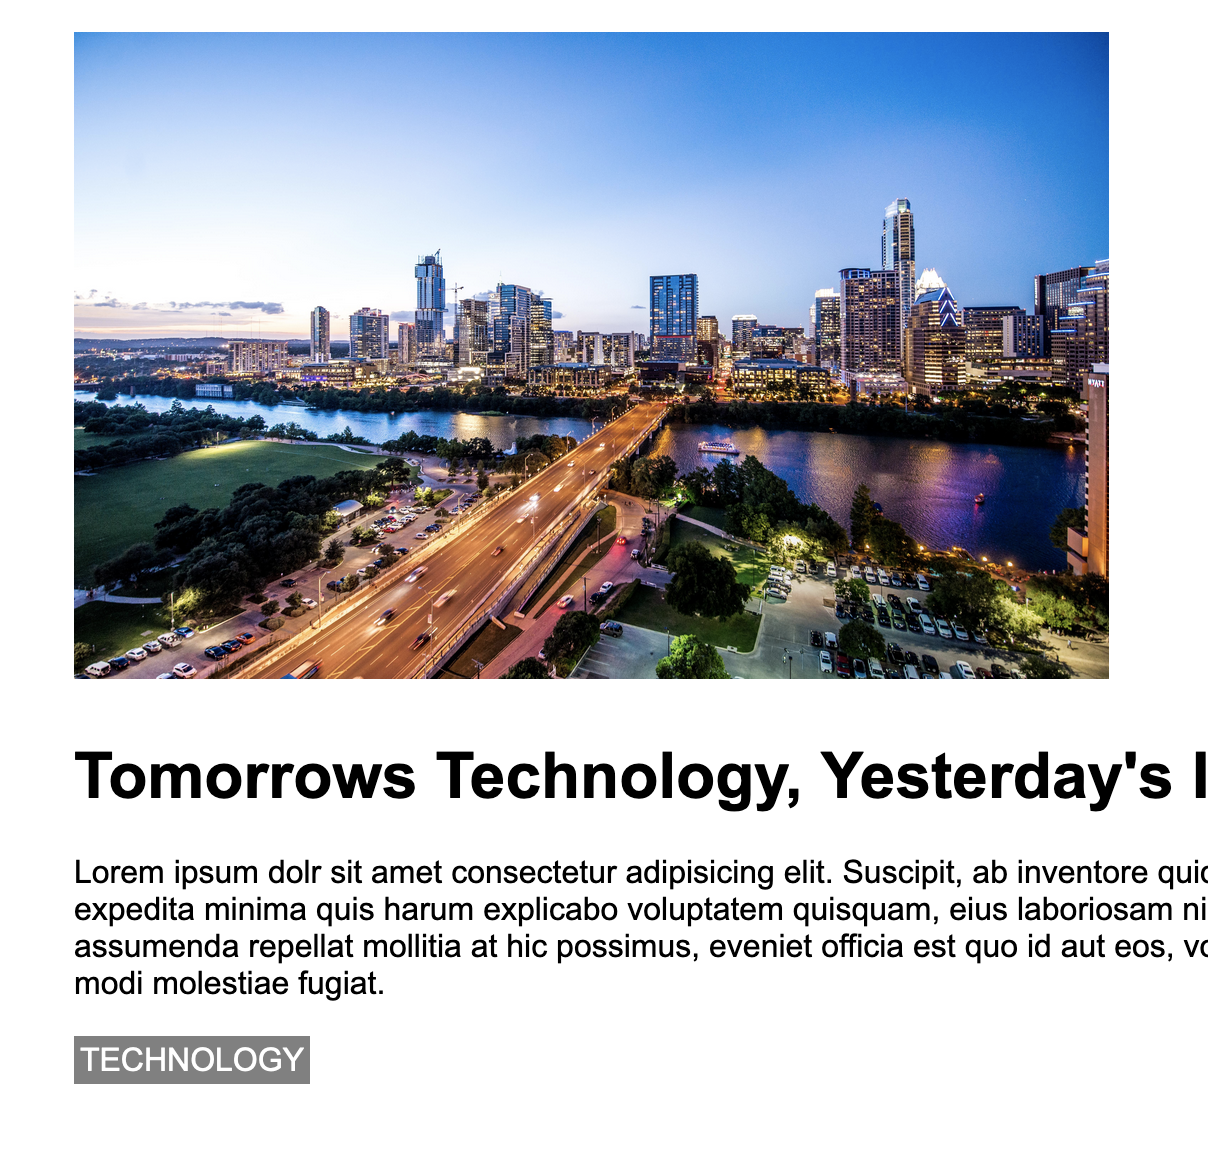 HYATT
Tomorrows Technology, Yesterday's
Lorem ipsum dolr sit amet consectetur adipisicing elit. Suscipit, ab inventore
expedita minima quis harum explicabo voluptatem quisquam, eius laboriosam
assumenda repellat mollitia at hic possimus, eveniet officia est quo id aut eos,
modi molestiae fugiat.
TECHNOLOGY